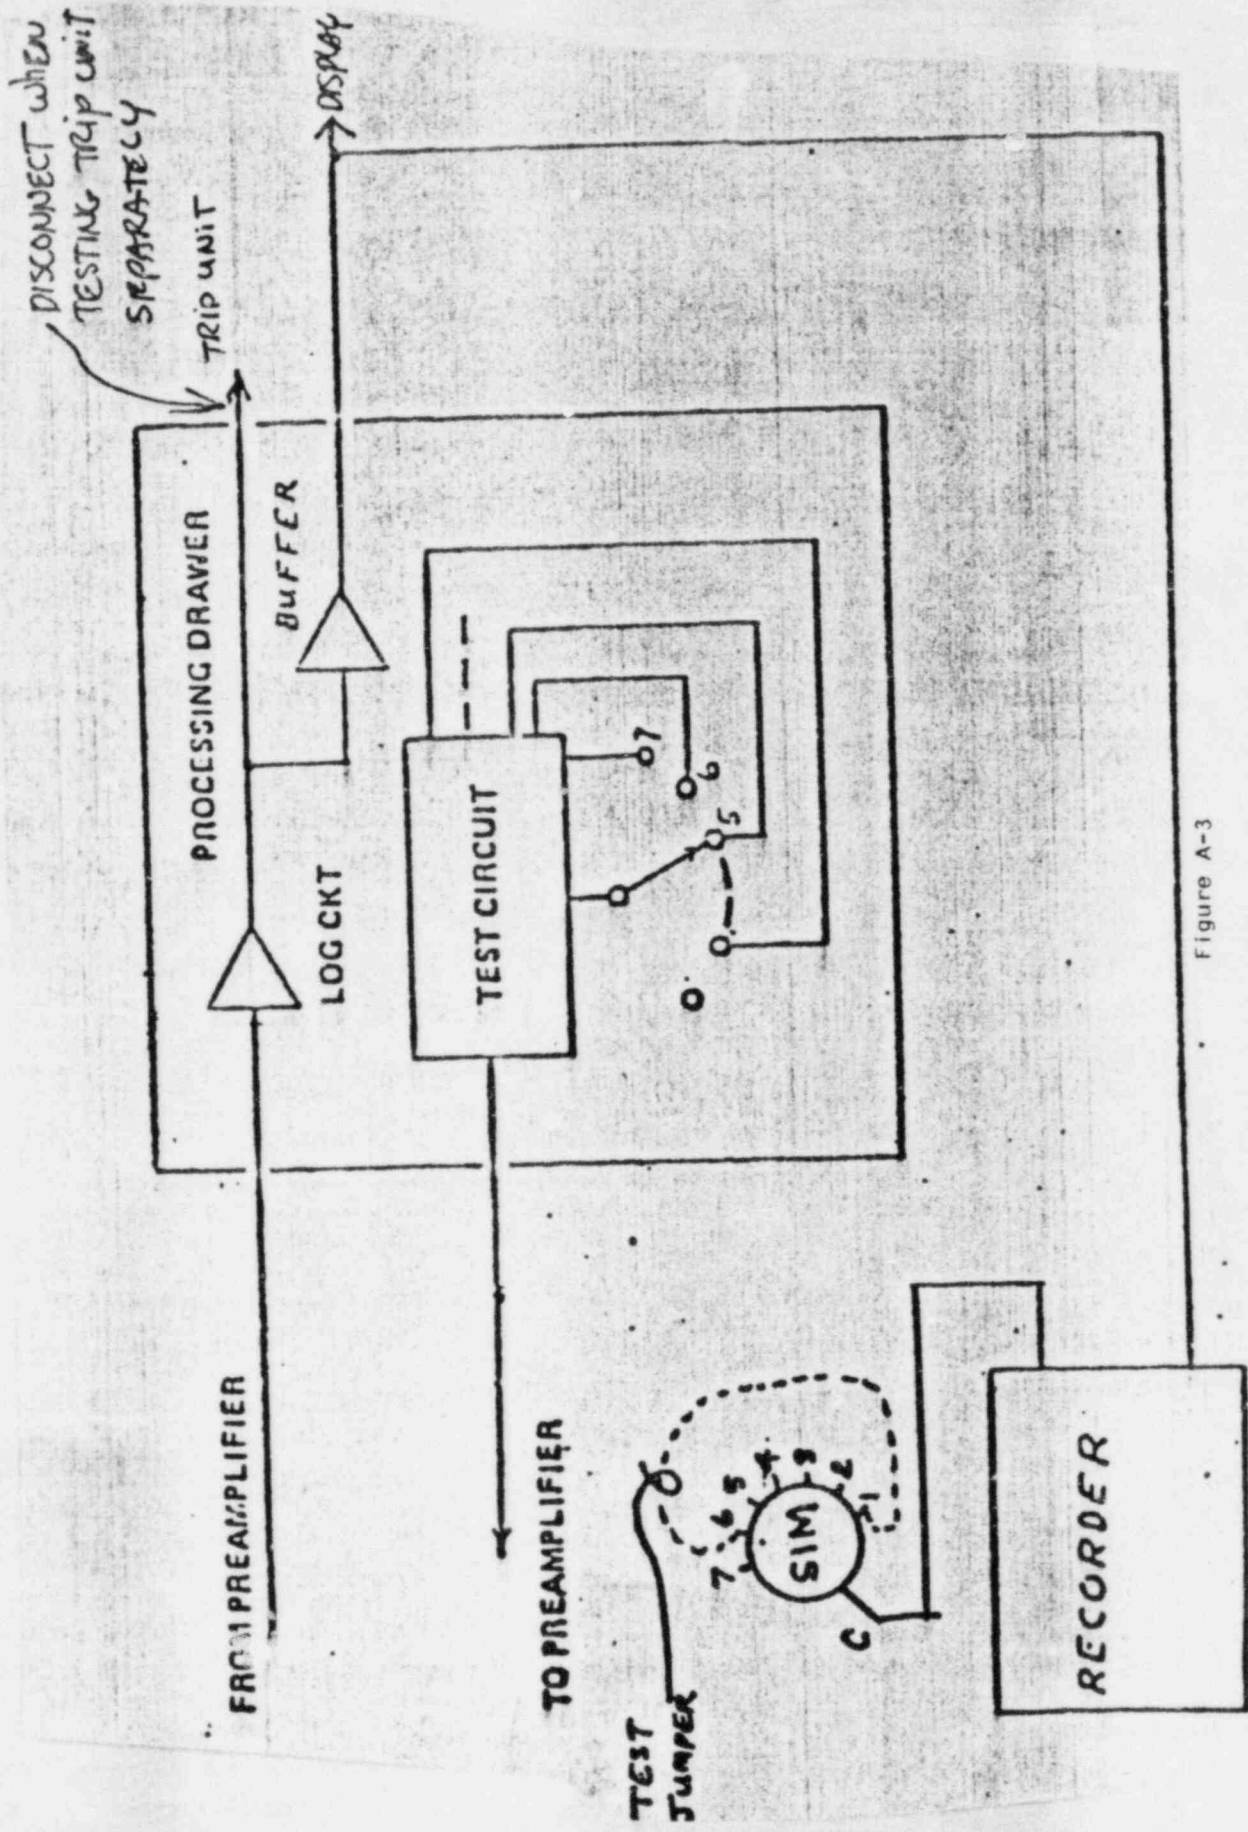 DISCONNECT WHEN
TESTING TRIP UNIT
SEPARATELY
TRIP UNIT
DISPLAY
PROCESSING DRAWER
BUFFER
LOG CKT
TEST CIRCUIT
7
6
5
FROM PREAMPLIFIER
TO PREAMPLIFIER
TEST
JUMPER
7 6 5 4 3 2 1
SIM
C
RECORDER
Figure A-3